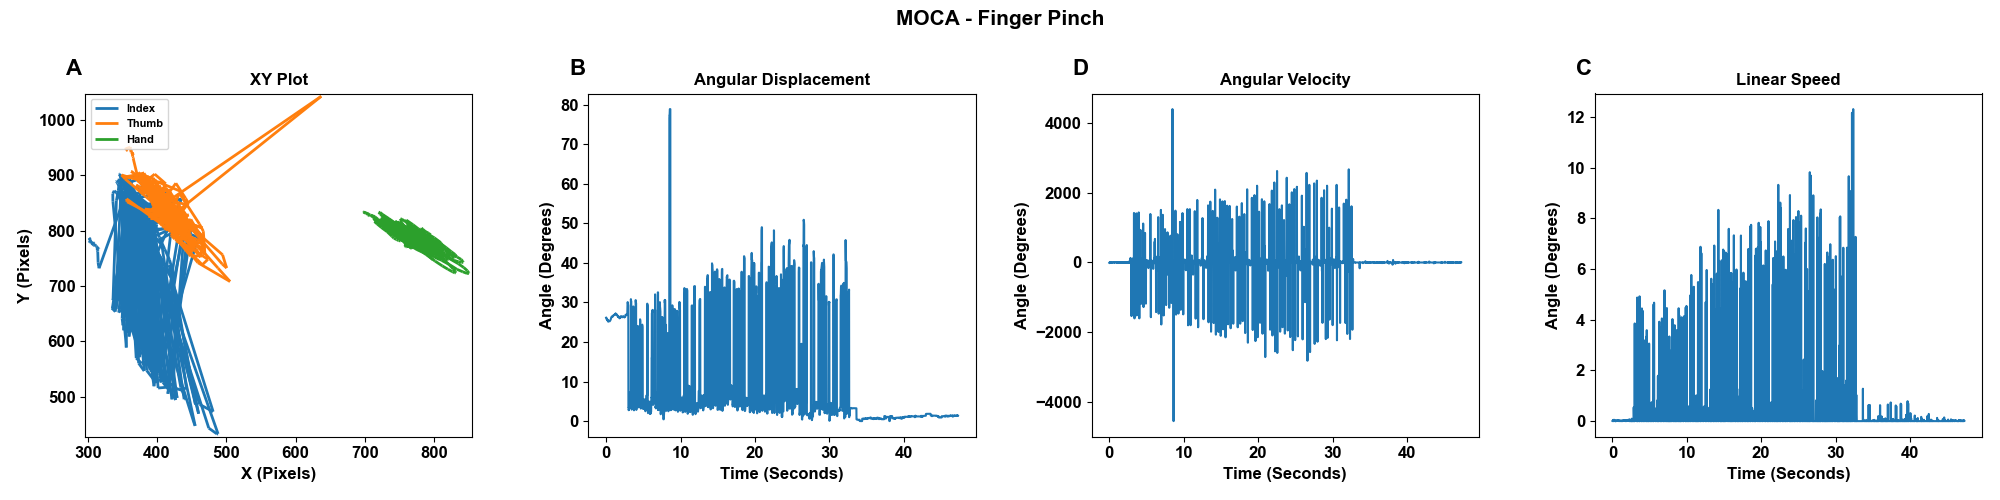 MOCA - Finger Pinch
A
XY Plot
Index
Thumb
Hand
1000
900
800
700
600
500
300
400
500
600
700
800
Y (Pixels)
X (Pixels)
B
Angular Displacement
80
70
60
50
40
30
20
10
0
0
10
20
30
40
Angle (Degrees)
Time (Seconds)
D
Angular Velocity
4000
2000
0
−2000
−4000
0
10
20
30
40
Angle (Degrees)
Time (Seconds)
C
Linear Speed
12
10
8
6
4
2
0
0
10
20
30
40
Angle (Degrees)
Time (Seconds)